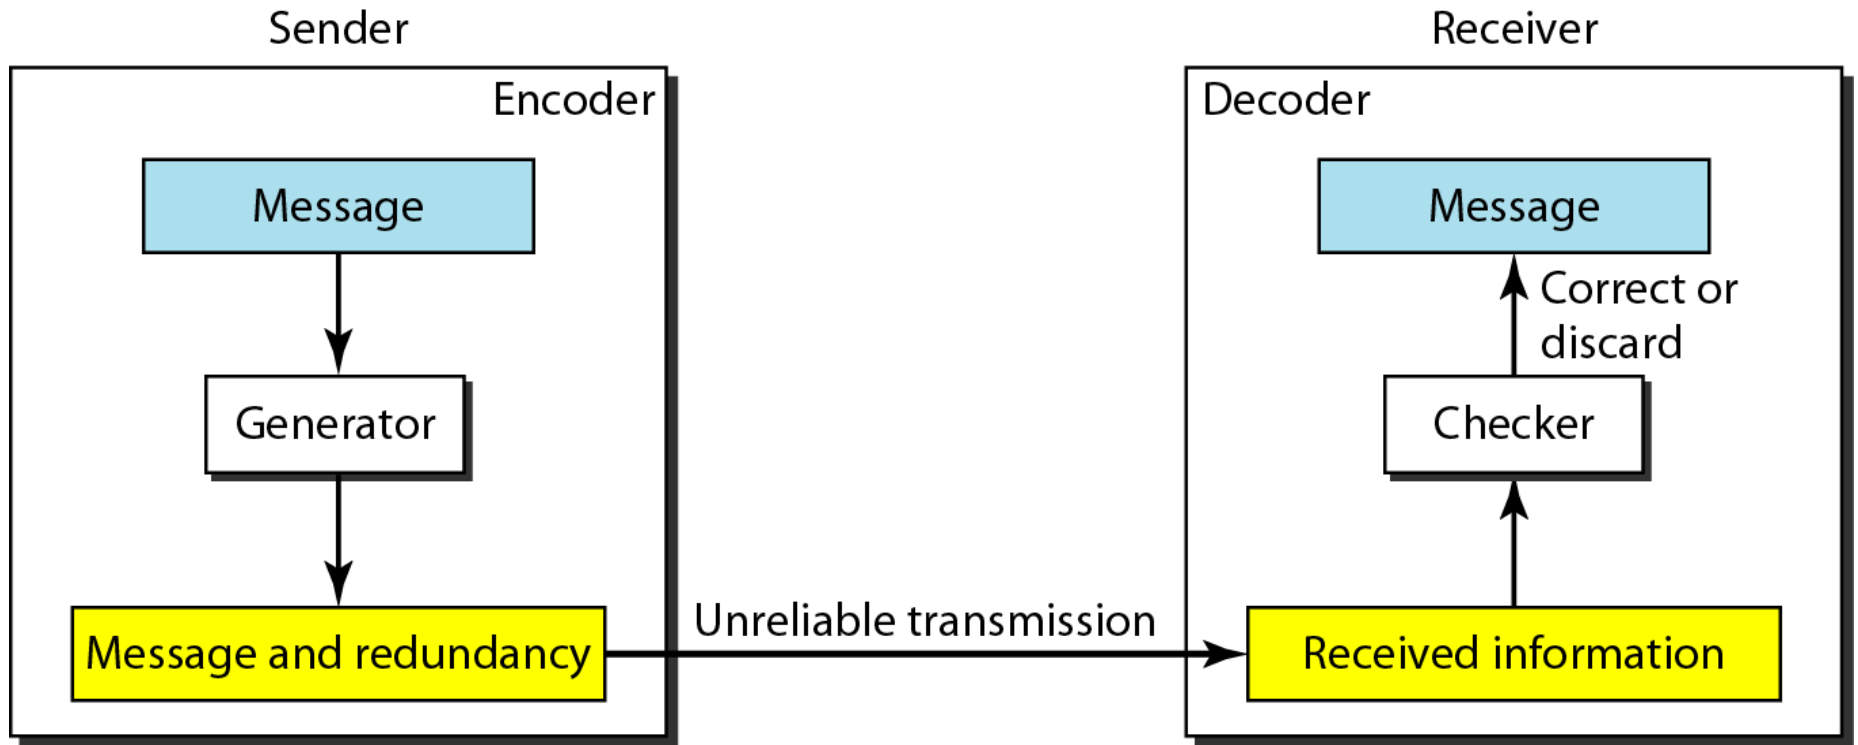 Sender
Encoder
Message
Generator
Message and redundancy
Unreliable transmission
Receiver
Decoder
Message
Correct or
discard
Checker
Received information